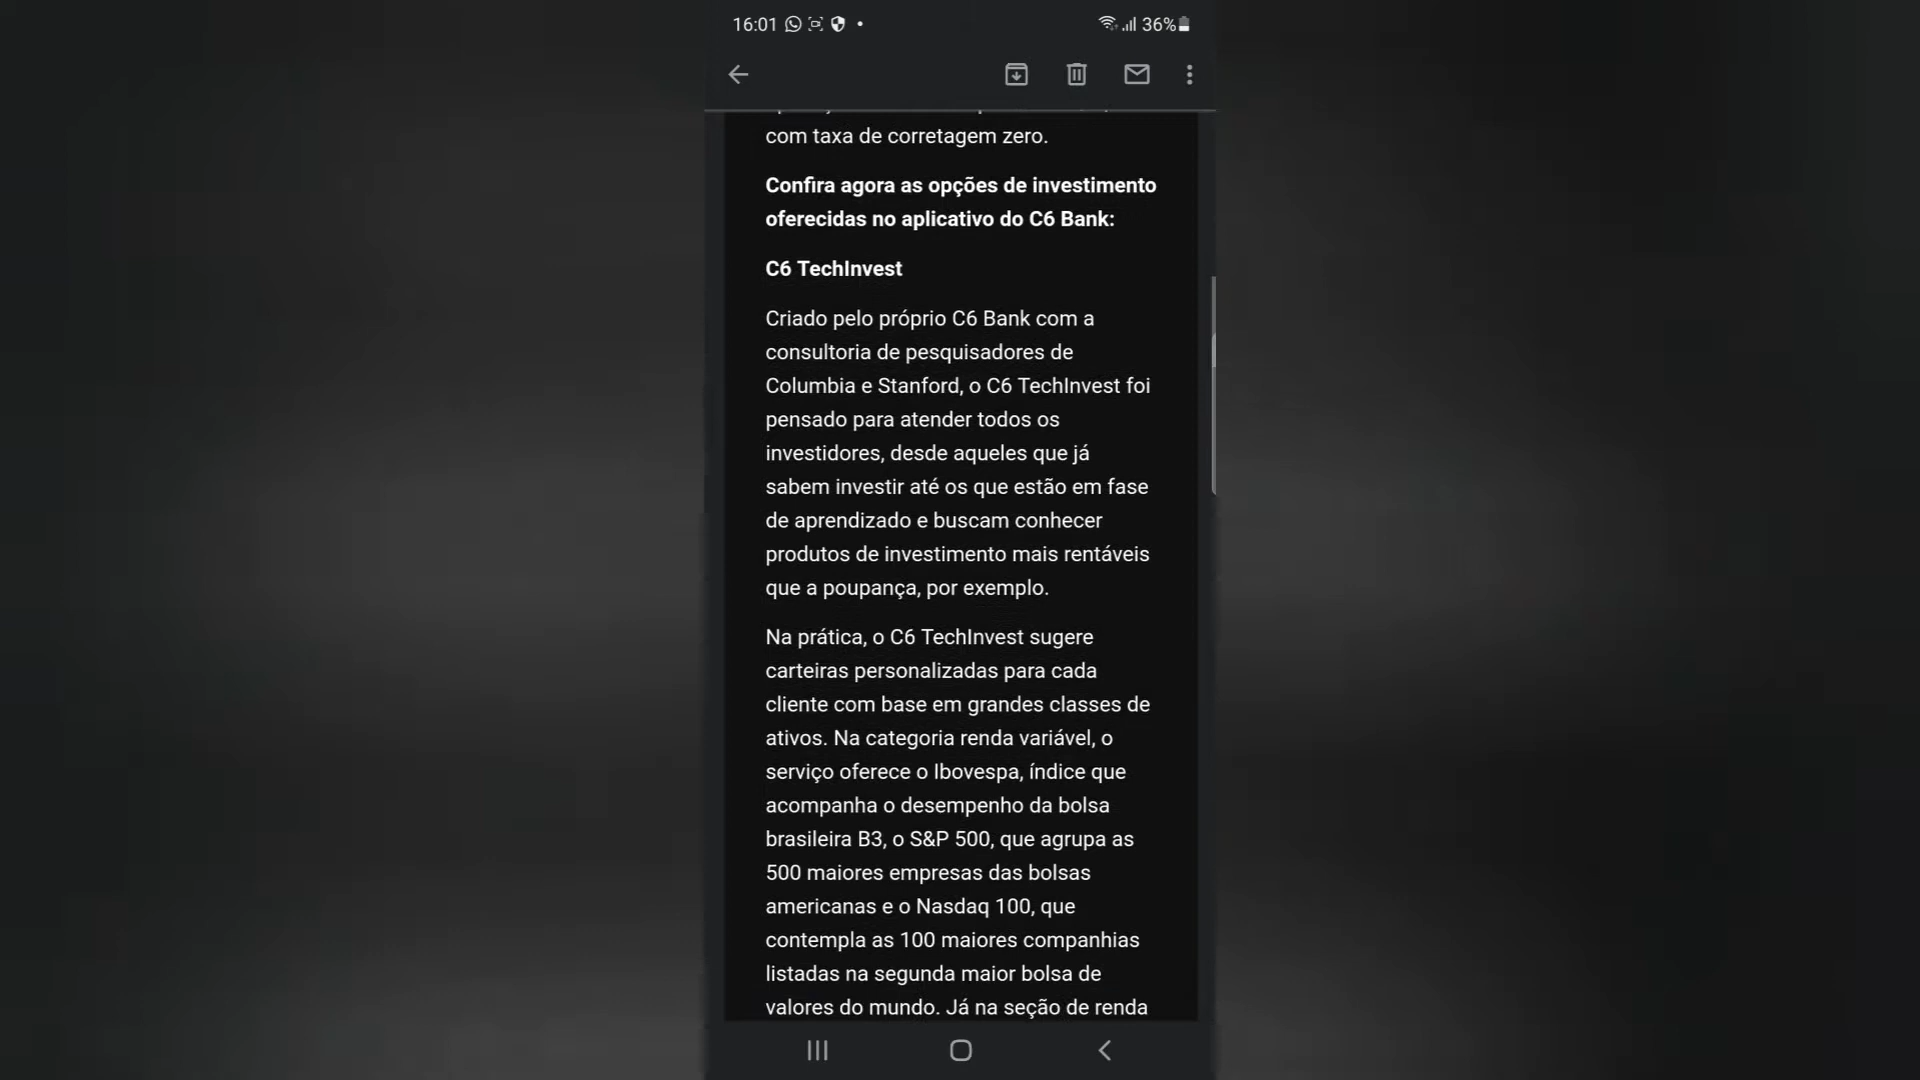 16:01
36%
com taxa de corretagem zero.
Confira agora as opções de investimento
oferecidas no aplicativo do C6 Bank:
C6 TechInvest
Criado pelo próprio C6 Bank com a
consultoria de pesquisadores de
Columbia e Stanford, o C6 TechInvest foi
pensado para atender todos os
investidores, desde aqueles que já
sabem investir até os que estão em fase
de aprendizado e buscam conhecer
produtos de investimento mais rentáveis
que a poupança, por exemplo.
Na prática, o C6 TechInvest sugere
carteiras personalizadas para cada
cliente com base em grandes classes de
ativos. Na categoria renda variável, o
serviço oferece o Ibovespa, índice que
acompanha o desempenho da bolsa
brasileira B3, o S&P 500, que agrupa as
500 maiores empresas das bolsas
americanas e o Nasdaq 100, que
contempla as 100 maiores companhias
listadas na segunda maior bolsa de
valores do mundo. Já na seção de renda